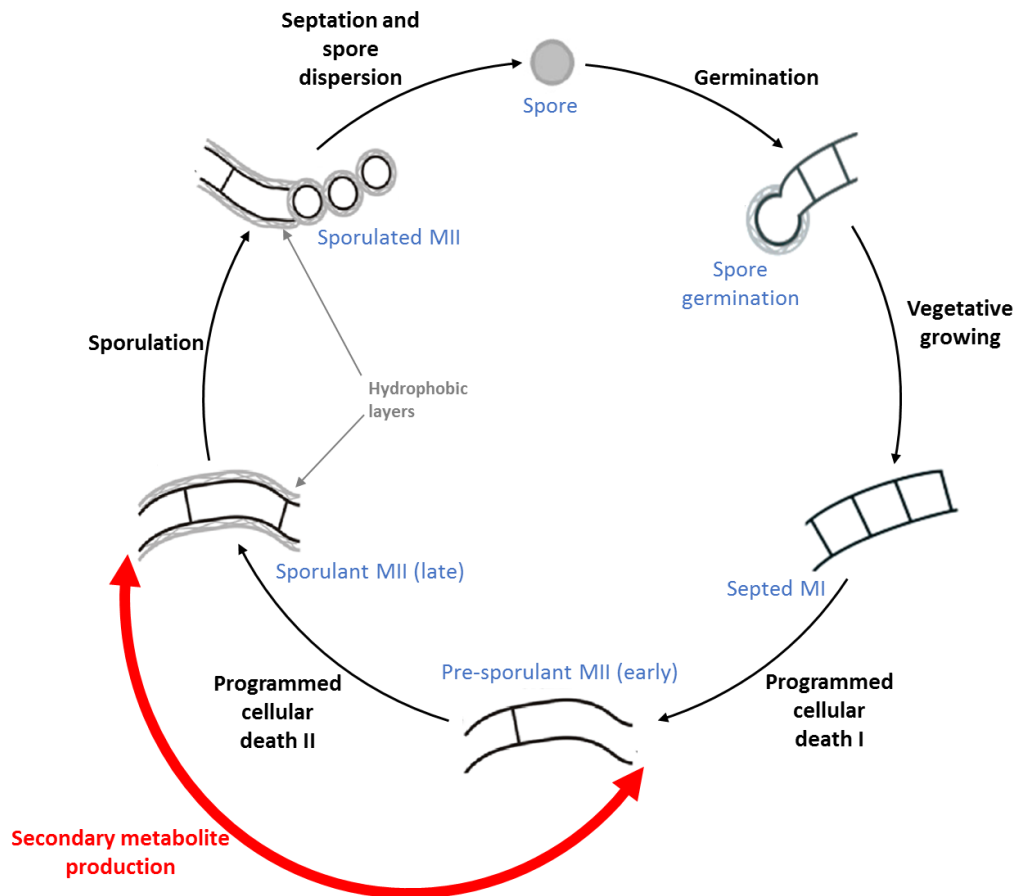 Septation and
spore
dispersion
Spore
Germination
Spore
germination
Vegetative
growing
Septed MI
Programmed
cellular
death I
Pre-sporulant MII (early)
Programmed
cellular
death II
Sporulant MII (late)
Sporulation
Sporulated MII
Hydrophobic
layers
Secondary metabolite
production